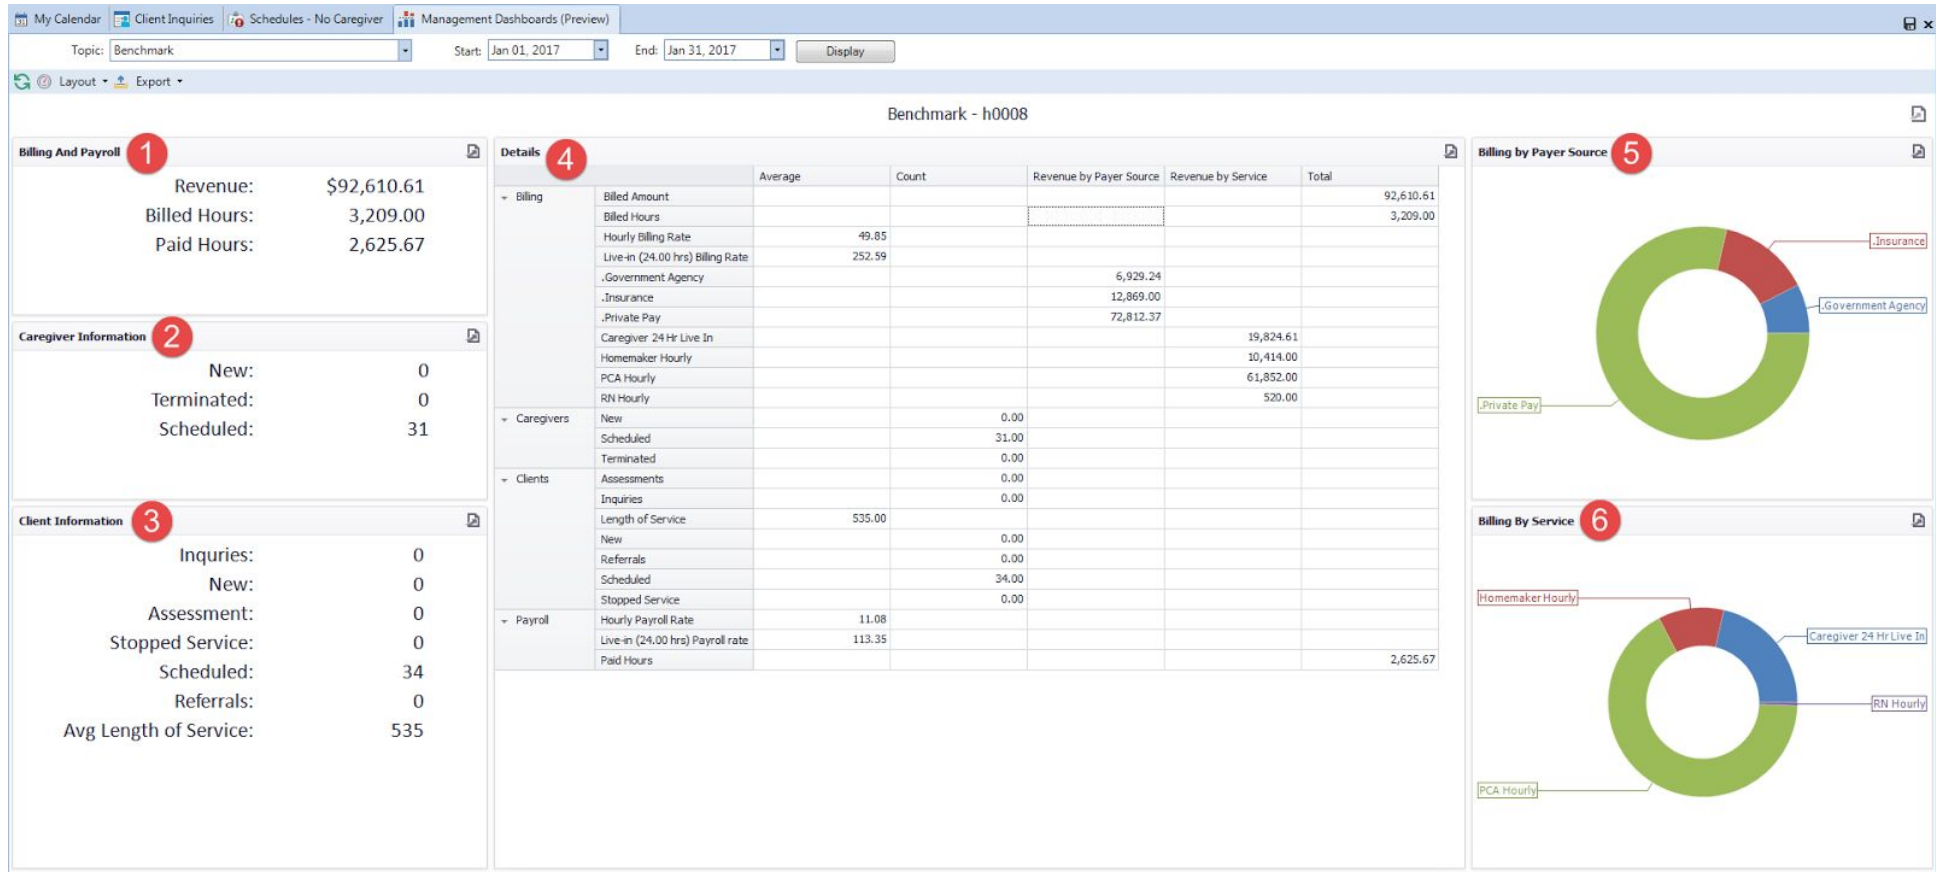 My Calendar Client Inquiries Schedules - No Caregiver Management Dashboards (Preview)
Topic: Benchmark Start: Jan 01, 2017 End: Jan 31, 2017 Display
Layout Export
Benchmark - h0008
Billing And Payroll 1
Revenue: $92,610.61
Billed Hours: 3,209.00
Paid Hours: 2,625.67
Caregiver Information 2
New: 0
Terminated: 0
Scheduled: 31
Client Information 3
Inquries: 0
New: 0
Assessment: 0
Stopped Service: 0
Scheduled: 34
Referrals: 0
Avg Length of Service: 535
Details 4
Average Count Revenue by Payer Source Revenue by Service Total
Billing Billed Amount 92,610.61
Billed Hours 3,209.00
Hourly Billing Rate 49.85
Live-in (24.00 hrs) Billing Rate 252.59
.Government Agency 6,929.24
.Insurance 12,869.00
.Private Pay 72,812.37
Caregiver 24 Hr Live In 19,824.61
Homemaker Hourly 10,414.00
PCA Hourly 61,852.00
RN Hourly 520.00
Caregivers New 0.00
Scheduled 31.00
Terminated 0.00
Clients Assessments 0.00
Inquiries 0.00
Length of Service 535.00
New 0.00
Referrals 0.00
Scheduled 34.00
Stopped Service 0.00
Payroll Hourly Payroll Rate 11.08
Live-in (24.00 hrs) Payroll rate 113.35
Paid Hours 2,625.67
Billing by Payer Source 5
.Insurance
.Government Agency
.Private Pay
Billing By Service 6
Homemaker Hourly
Caregiver 24 Hr Live In
RN Hourly
PCA Hourly